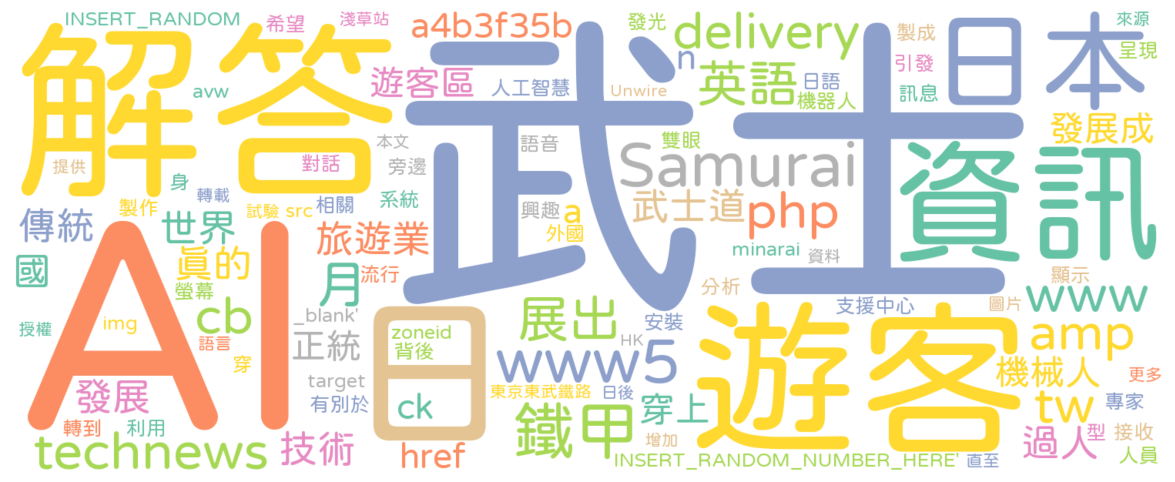 INSERT_RANDOM
希望
淺草站
a4b3f35b
delivery
發光
製成
來源
呈現
解答
武士
日本
n
引發
遊客區
人工智慧
Unwire
英語
日語
機器人
訊息
avw
發展成
提供
對話
本文
旁邊
語音
雙眼
Samurai
資訊
身
轉載
製作
試驗
src
相關
系統
興趣
a
外國
武士道
php
minarai
資料
傳統
世界
旅遊業
國
真的
螢幕
月
流行
分析
顯示
www
AI
日
授權
img
cb
語言
_blank'
正統
zoneid
背後
展出
安裝
HK
支援中心
圖片
遊客
amp
穿
www5
機械人
更多
發展
target
有別於
ck
東京東武鐵路
日後
tw
專家
轉到
利用
鐵甲
穿上
過人
型
接收
technews
技術
href
增加
人員
INSERT_RANDOM_NUMBER_HERE'
直至